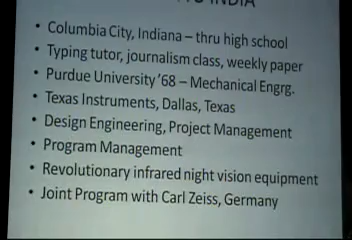 INDIA
• Columbia City, Indiana – thru high school
• Typing tutor, journalism class, weekly paper
• Purdue University '68 – Mechanical Engrg.
• Texas Instruments, Dallas, Texas
• Design Engineering, Project Management
• Program Management
• Revolutionary infrared night vision equipment
• Joint Program with Carl Zeiss, Germany